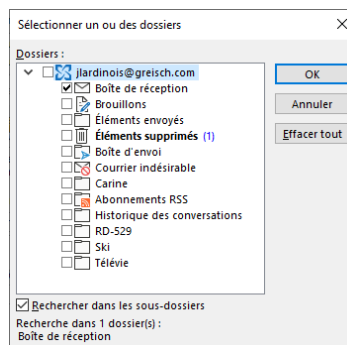 Sélectionner un ou des dossiers
Dossiers :
jlardinois@greisch.com
OK
Boîte de réception
Brouillons
Annuler
Éléments envoyés
Éléments supprimés (1)
Effacer tout
Boîte d'envoi
Courrier indésirable
Carine
Abonnements RSS
Historique des conversations
RD-529
Ski
Télévie
Rechercher dans les sous-dossiers
Recherche dans 1 dossier(s) :
Boîte de réception